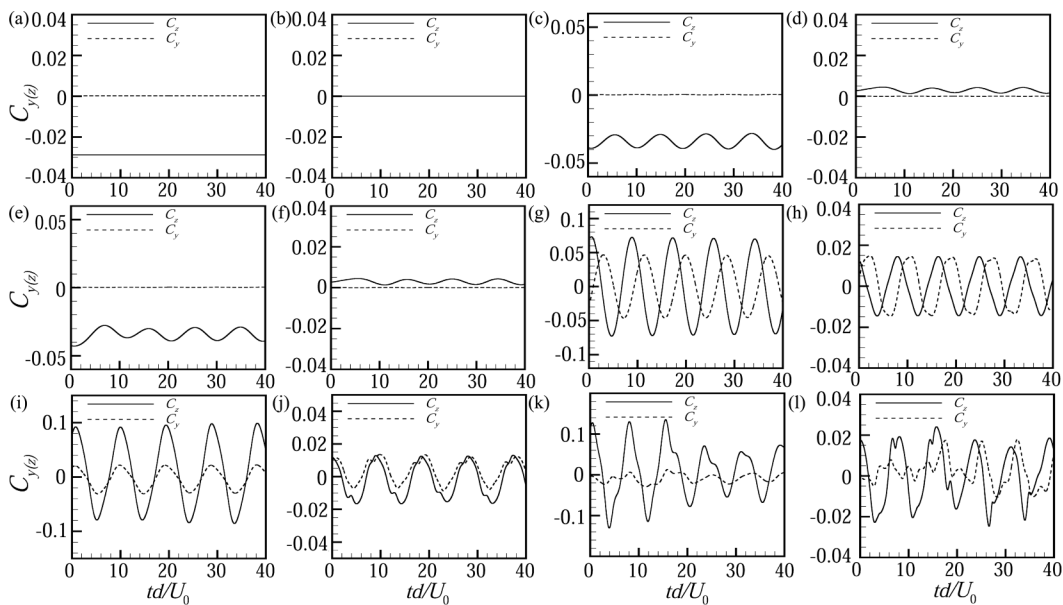 (a) 0.04 0.02 0 -0.02 -0.04 C_z C_y 0 10 20 30 40
(b) 0.04 0.02 0 -0.02 -0.04 C_z C_y 0 10 20 30 40
(c) 0.05 0 -0.05 C_z C_y 0 10 20 30 40
(d) 0.04 0.02 0 -0.02 -0.04 C_z C_y 0 10 20 30 40
C_y(z)
(e) 0.05 0 -0.05 C_z C_y
(f) 0.04 0.02 0 -0.02 -0.04 C_z C_y
(g) 0.1 0.05 0 -0.05 -0.1 C_z C_y
(h) 0.04 0.02 0 -0.02 -0.04 C_z C_y
C_y(z)
0 10 20 30 40 0 10 20 30 40 0 10 20 30 40 0 10 20 30 40
(i) 0.1 0 -0.1 C_z C_y 0 10 20 30 40
(j) 0.04 0.02 0 -0.02 -0.04 C_z C_y 0 10 20 30 40
(k) 0.1 0 -0.1 C_z C_y 0 10 20 30 40
(l) 0.04 0.02 0 -0.02 -0.04 C_z C_y 0 10 20 30 40
C_y(z)
td/U_0 td/U_0 td/U_0 td/U_0